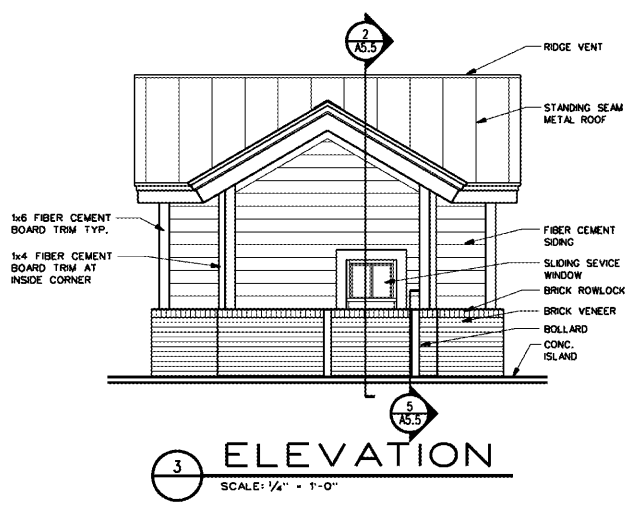 2
A5.5
RIDGE VENT
STANDING SEAM
METAL ROOF
1x6 FIBER CEMENT
BOARD TRIM TYP.
1x4 FIBER CEMENT
BOARD TRIM AT
INSIDE CORNER
FIBER CEMENT
SIDING
SLIDING SEVICE
WINDOW
BRICK ROWLOCK
BRICK VENEER
BOLLARD
CONC.
ISLAND
5
A5.5
3
ELEVATION
SCALE: 1/4" = 1'-0"